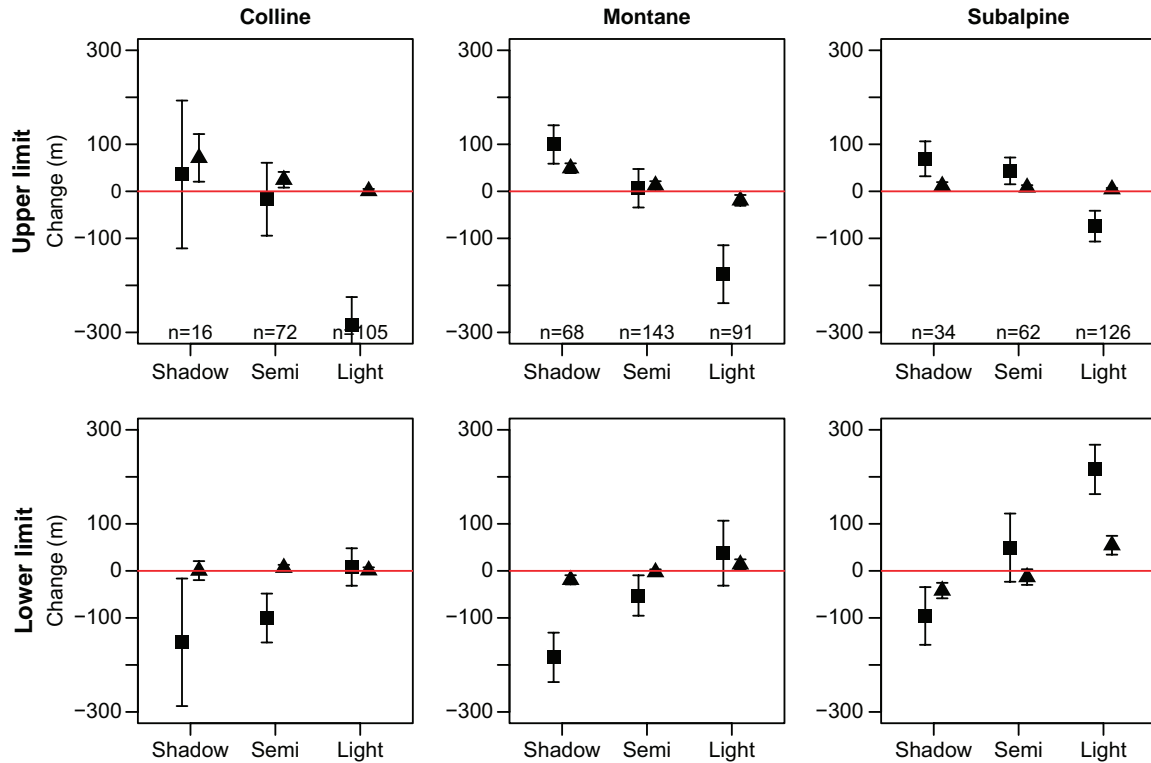 Colline Montane Subalpine
Upper limit
Change (m)
300
100
0
−100
−300
n=16 n=72 n=105
Shadow Semi Light
300
100
0
−100
−300
n=68 n=143 n=91
Shadow Semi Light
300
100
0
−100
−300
n=34 n=62 n=126
Shadow Semi Light
Lower limit
Change (m)
300
100
0
−100
−300
Shadow Semi Light
300
100
0
−100
−300
Shadow Semi Light
300
100
0
−100
−300
Shadow Semi Light